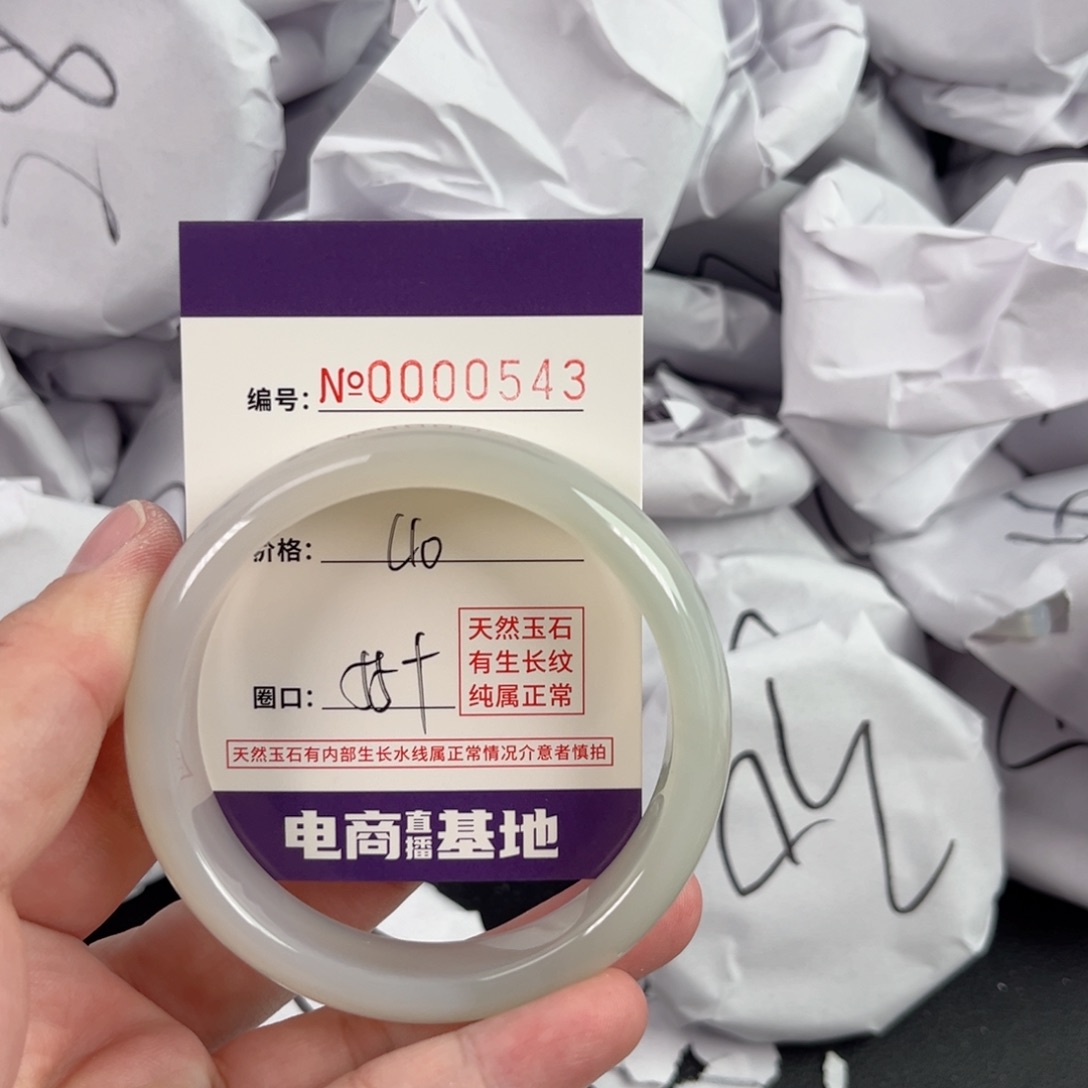 编号: №0000543
价格: 40
天然玉石
有生长纹
纯属正常
圈口:
天然玉石有内部生长水线属正常情况介意者慎拍
电商直播基地